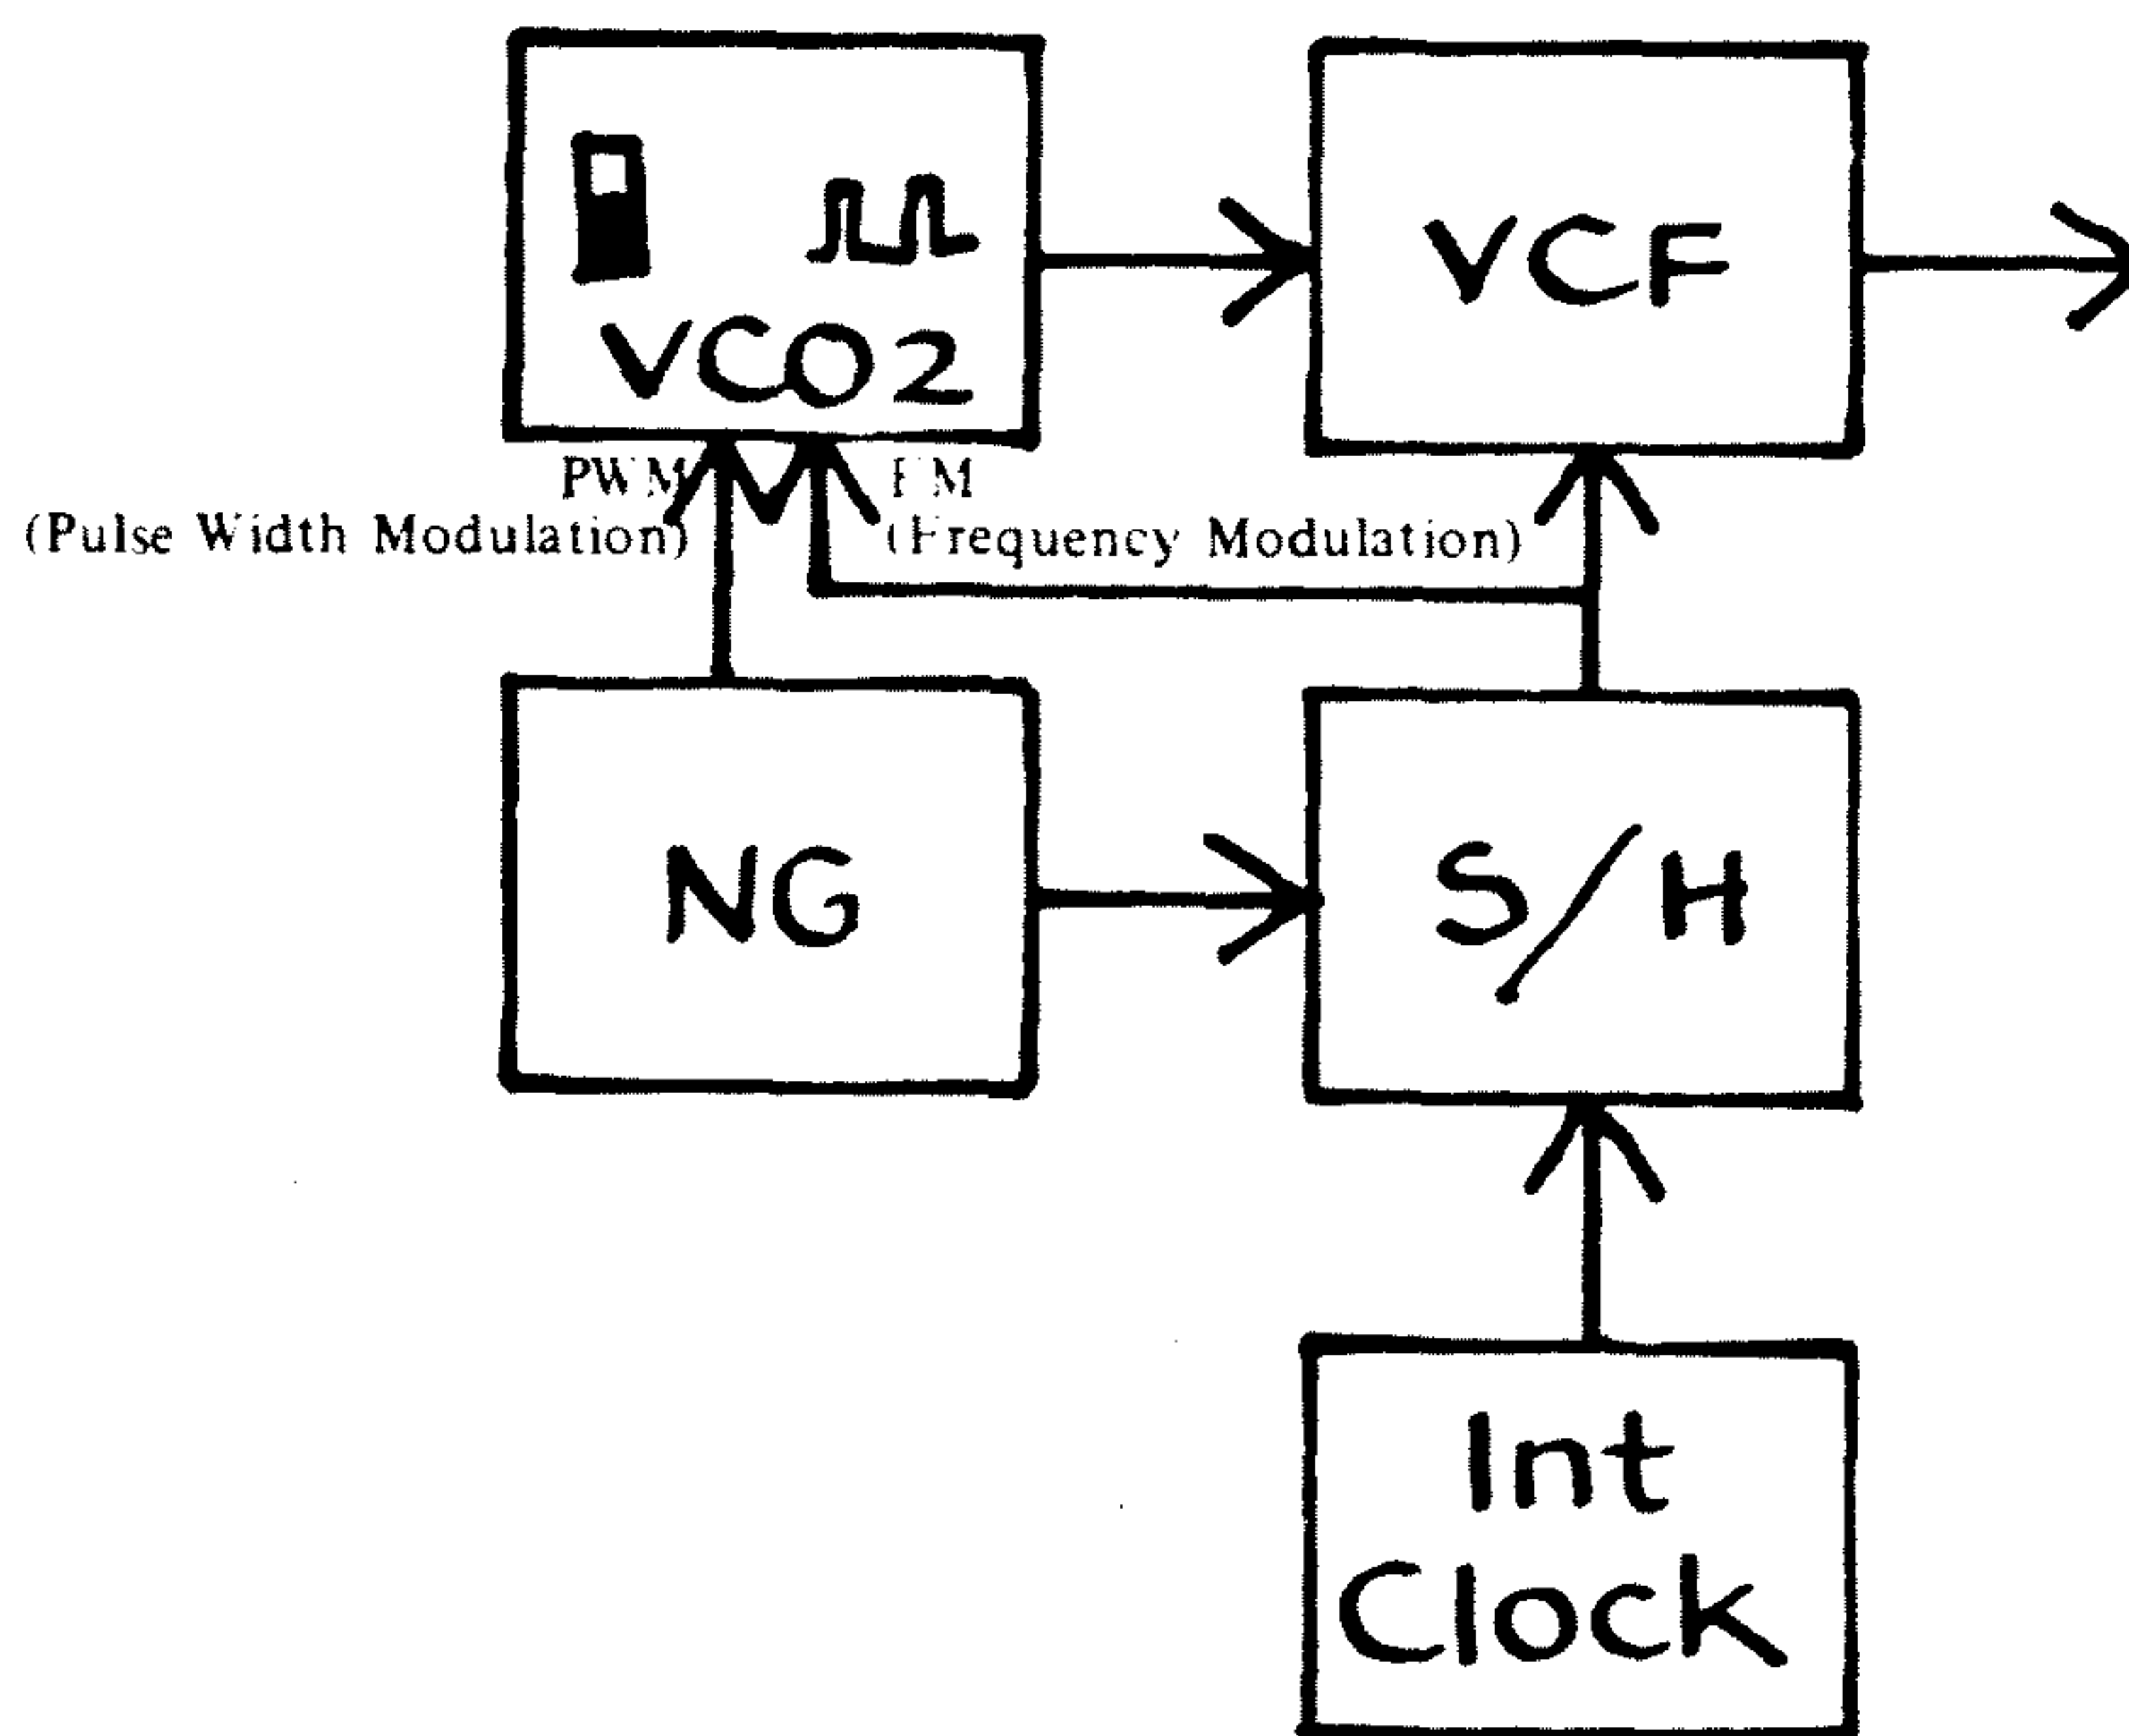 VCO2
VCF
PWM
FM
(Pulse Width Modulation)
(Frequency Modulation)
NG
S/H
Int
Clock